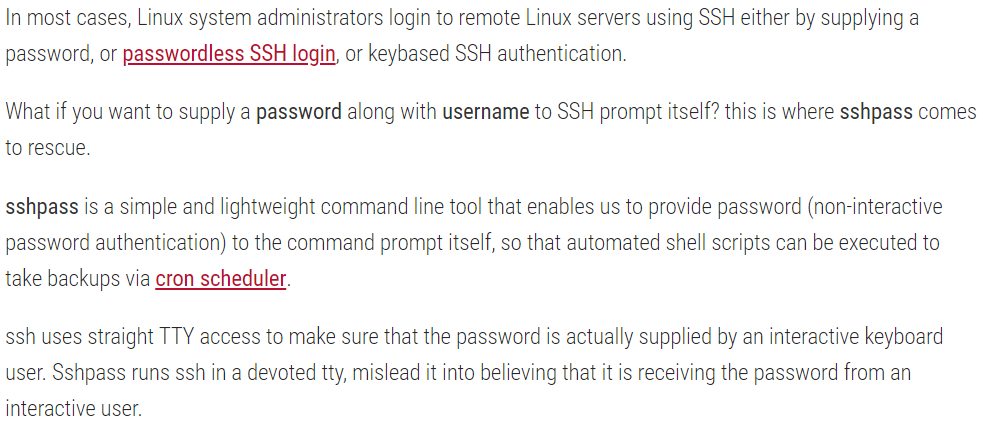 In most cases, Linux system administrators login to remote Linux servers using SSH either by supplying a
password, or passwordless SSH login, or keybased SSH authentication.
What if you want to supply a password along with username to SSH prompt itself? this is where sshpass comes
to rescue.
sshpass is a simple and lightweight command line tool that enables us to provide password (non-interactive
password authentication) to the command prompt itself, so that automated shell scripts can be executed to
take backups via cron scheduler.
ssh uses straight TTY access to make sure that the password is actually supplied by an interactive keyboard
user. Sshpass runs ssh in a devoted tty, mislead it into believing that it is receiving the password from an
interactive user.